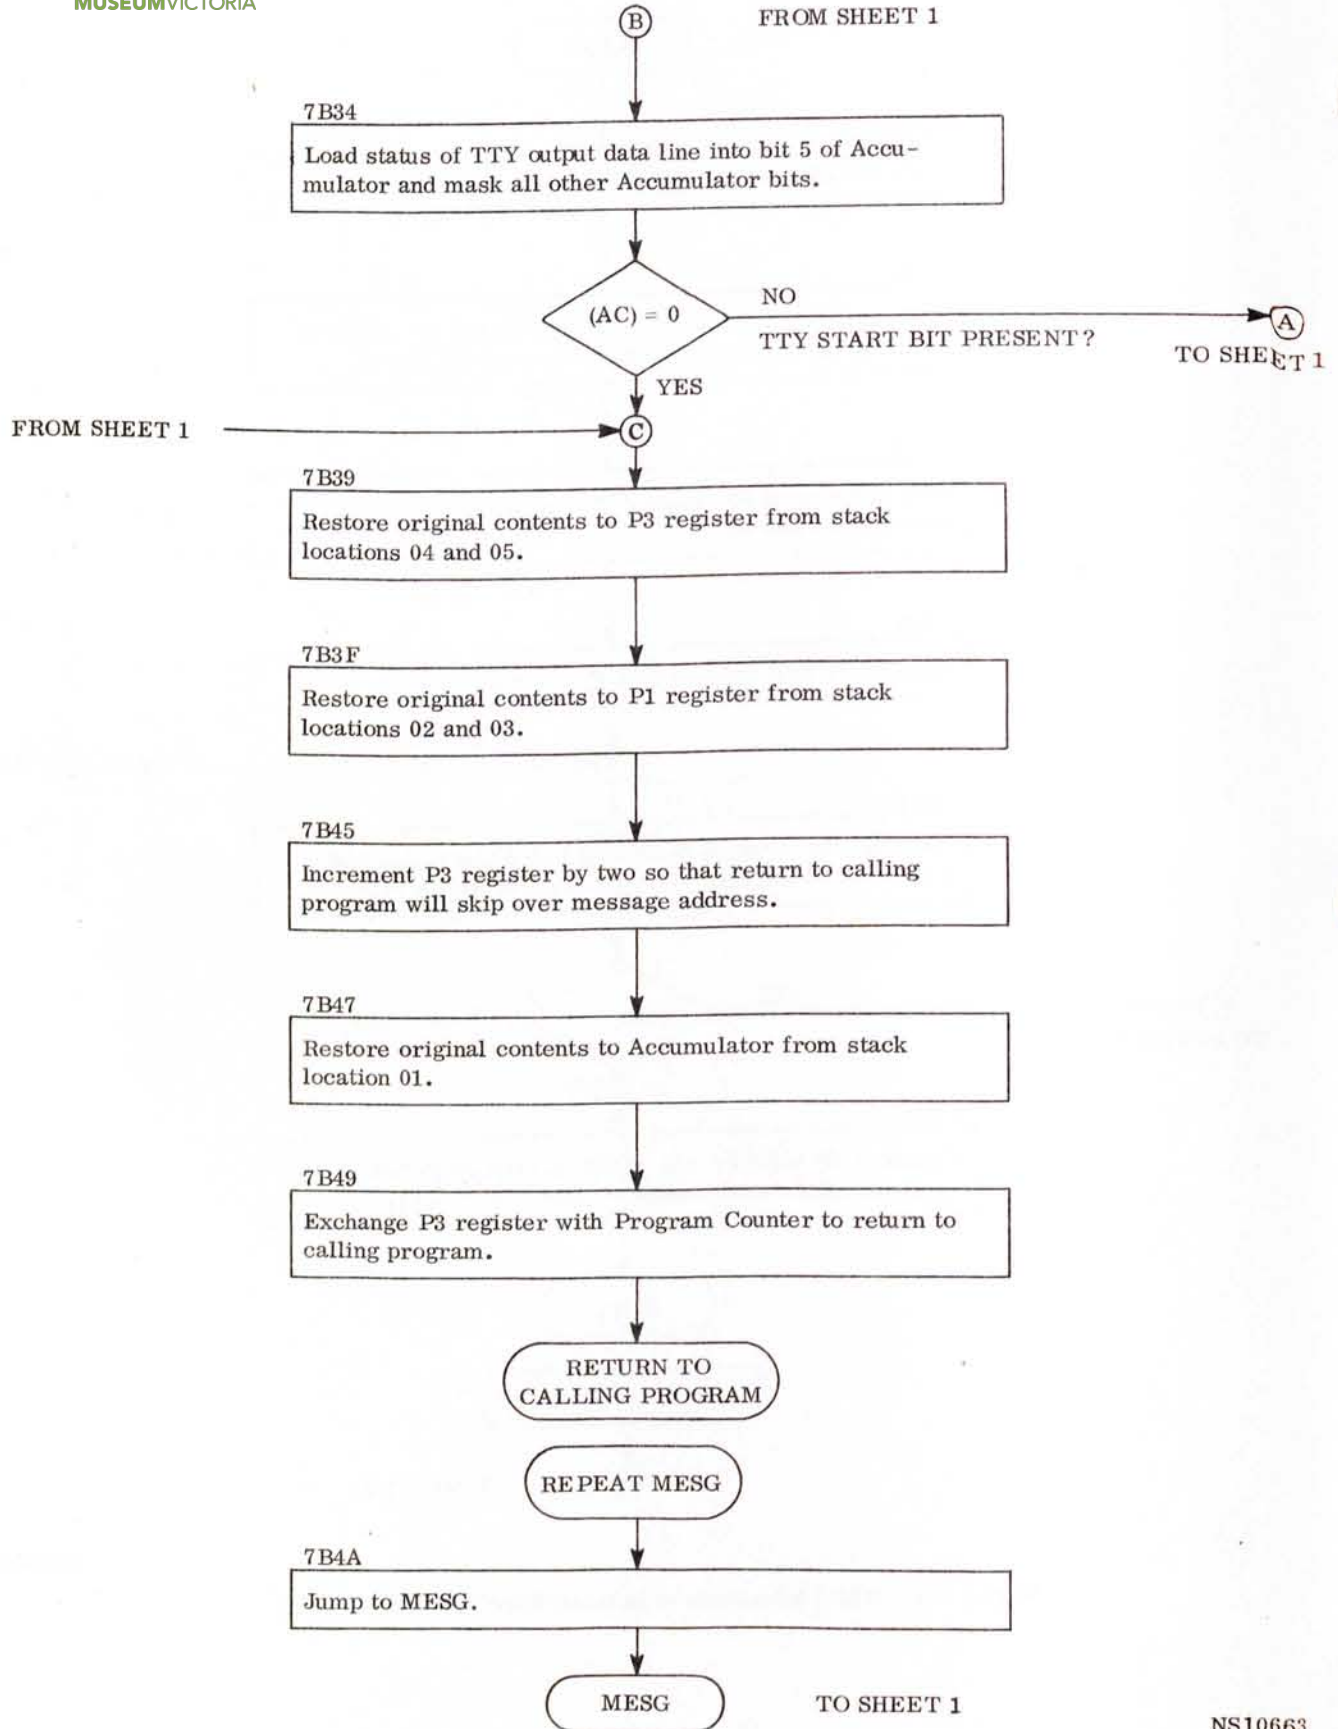 MUSEUMVICTORIA
B
FROM SHEET 1
7B34
Load status of TTY output data line into bit 5 of Accu-
mulator and mask all other Accumulator bits.
(AC) = 0
NO
TTY START BIT PRESENT?
A
TO SHEET 1
YES
FROM SHEET 1
C
7B39
Restore original contents to P3 register from stack
locations 04 and 05.
7B3F
Restore original contents to P1 register from stack
locations 02 and 03.
7B45
Increment P3 register by two so that return to calling
program will skip over message address.
7B47
Restore original contents to Accumulator from stack
location 01.
7B49
Exchange P3 register with Program Counter to return to
calling program.
RETURN TO
CALLING PROGRAM
REPEAT MESG
7B4A
Jump to MESG.
MESG
TO SHEET 1
NS10663